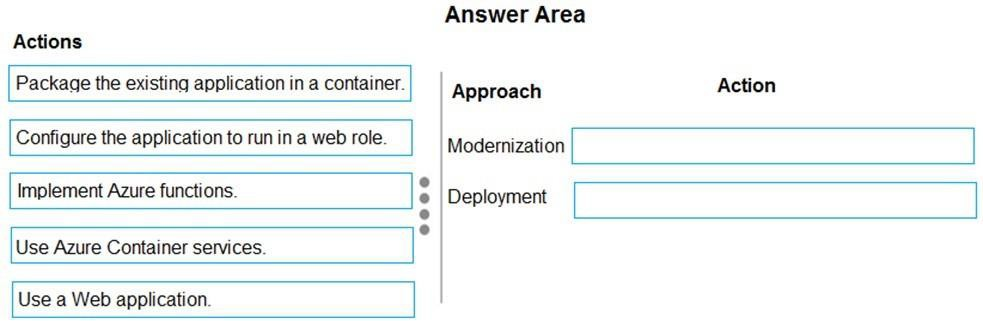 Answer Area
Actions
Package the existing application in a container.
Configure the application to run in a web role.
Implement Azure functions.
Use Azure Container services.
Use a Web application.
Approach
Action
Modernization
Deployment